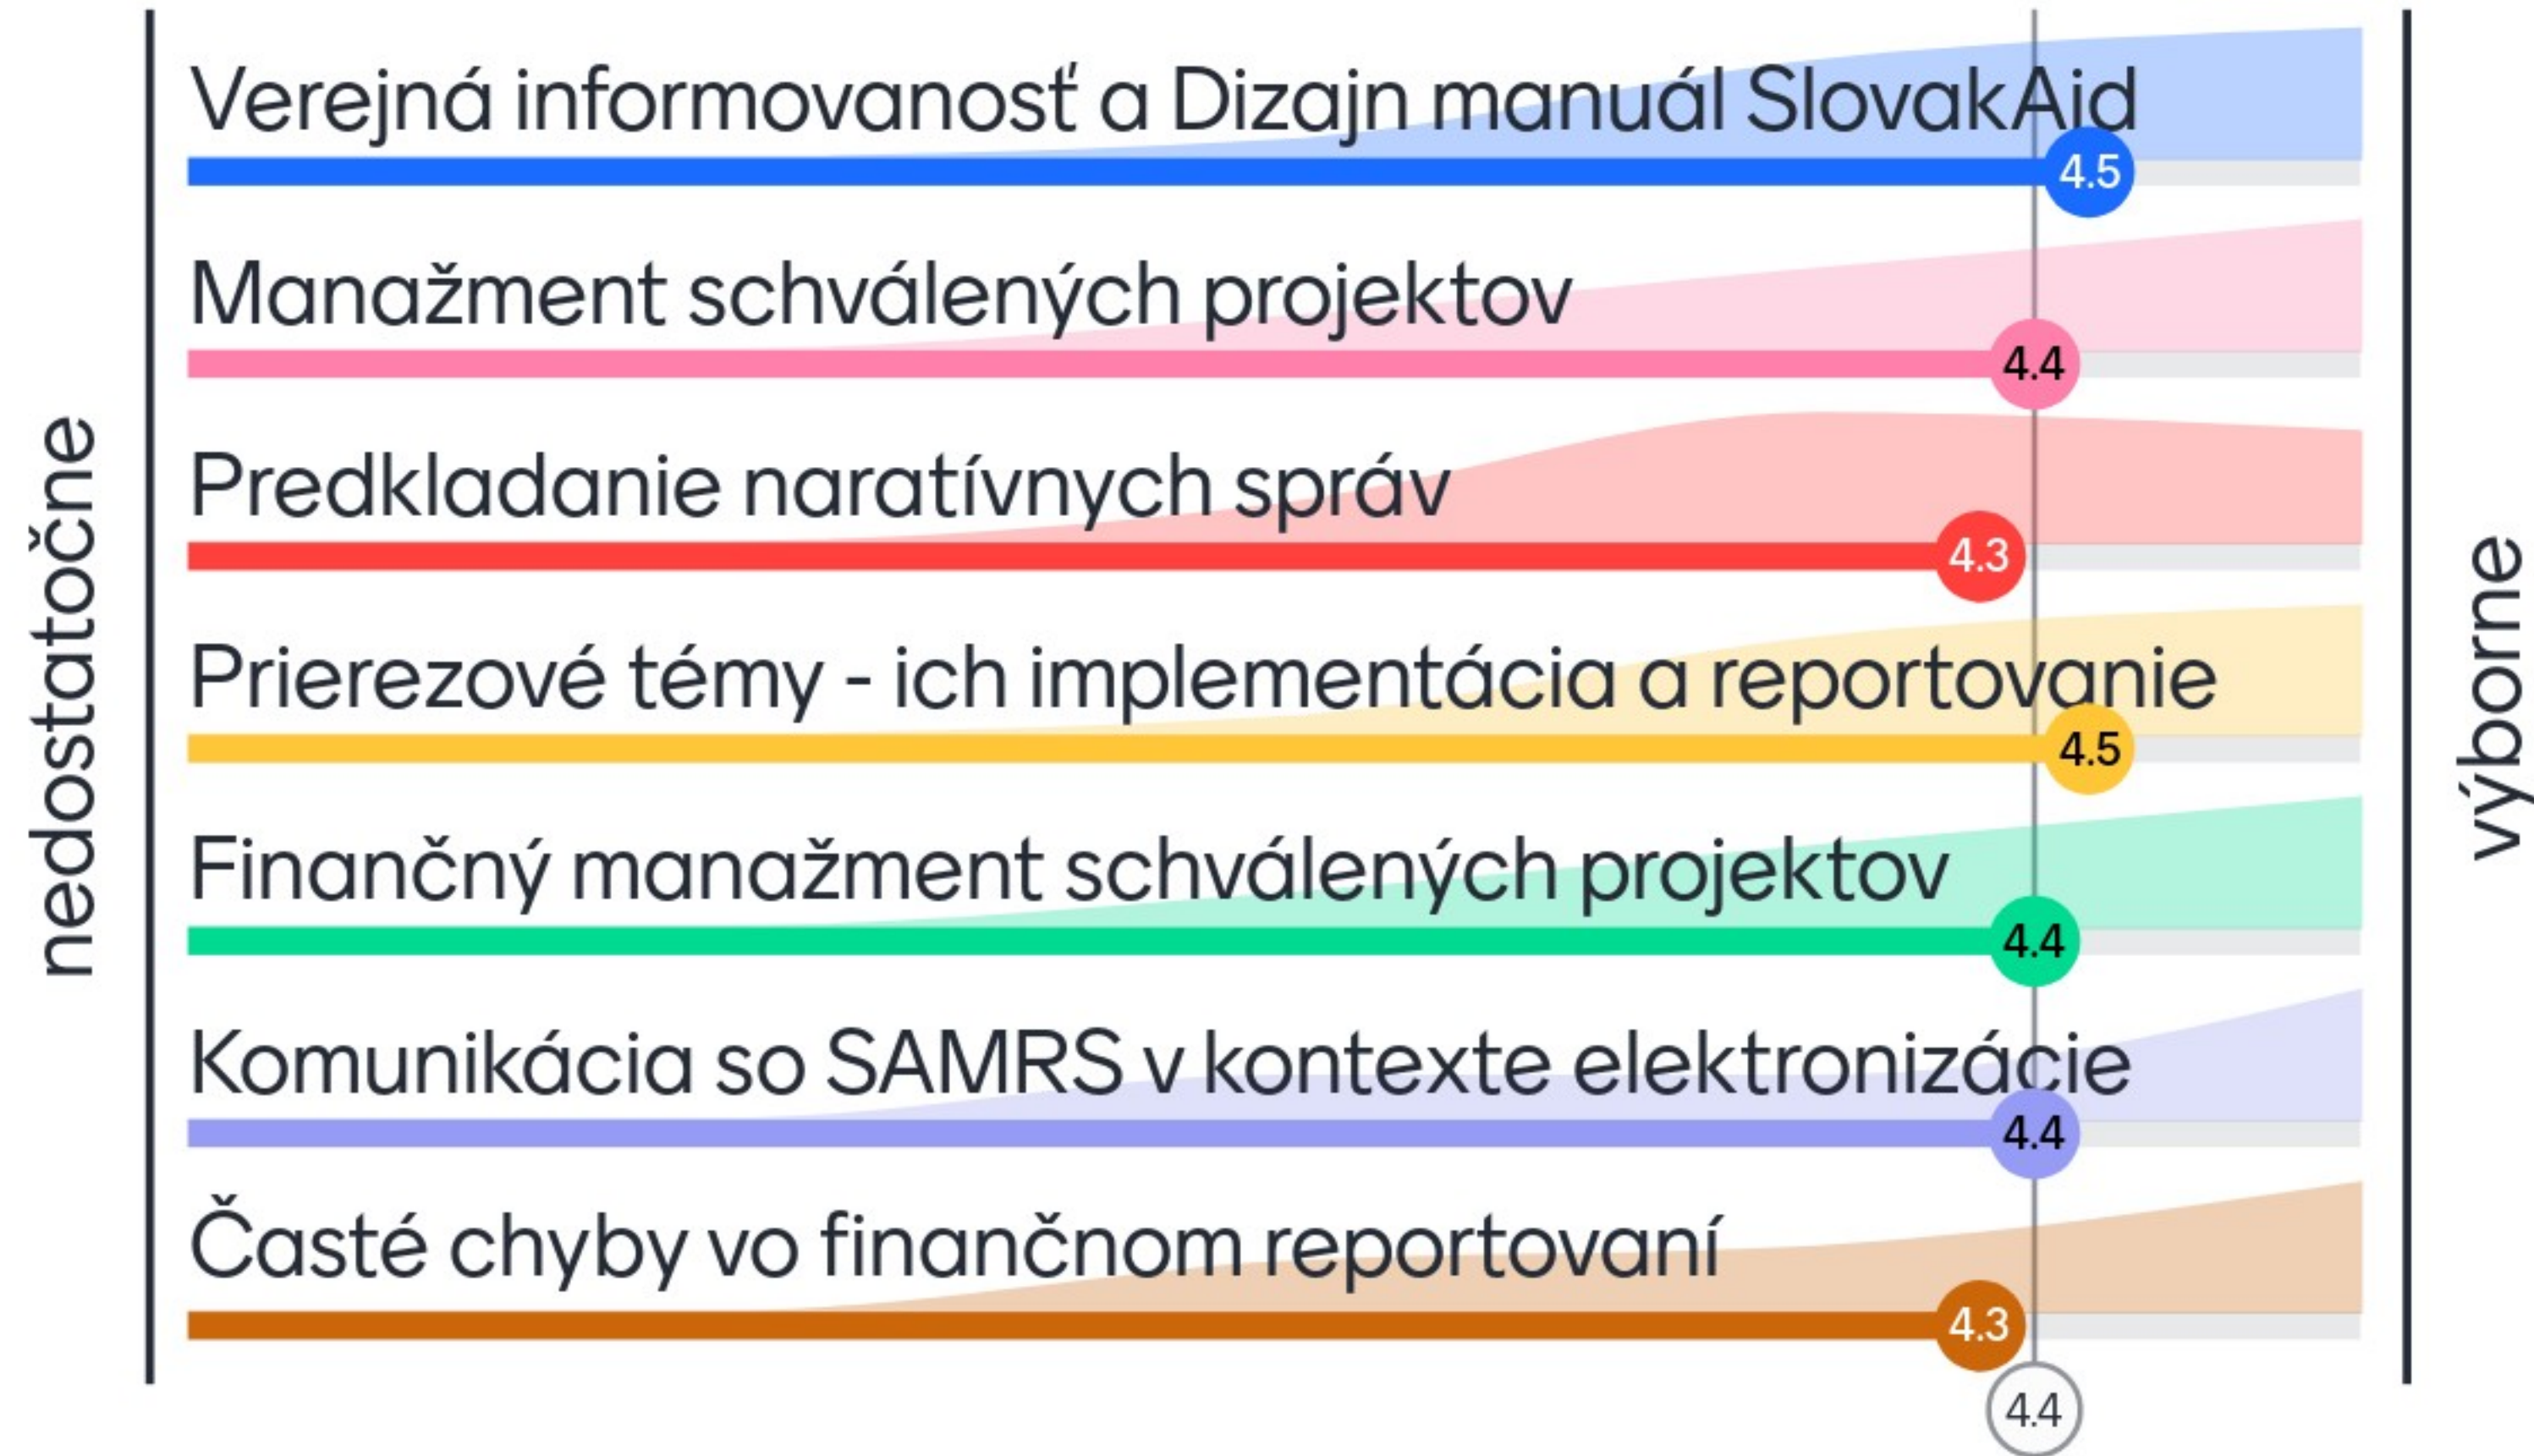 nedostatočne
Verejná informovanosť a Dizajn manuál SlovakAid
4.5
Manažment schválených projektov
4.4
Predkladanie naratívnych správ
4.3
Prierezové témy - ich implementácia a reportovanie
4.5
Finančný manažment schválených projektov
4.4
Komunikácia so SAMRS v kontexte elektronizácie
4.4
Časté chyby vo finančnom reportovaní
4.3
4.4
výborne